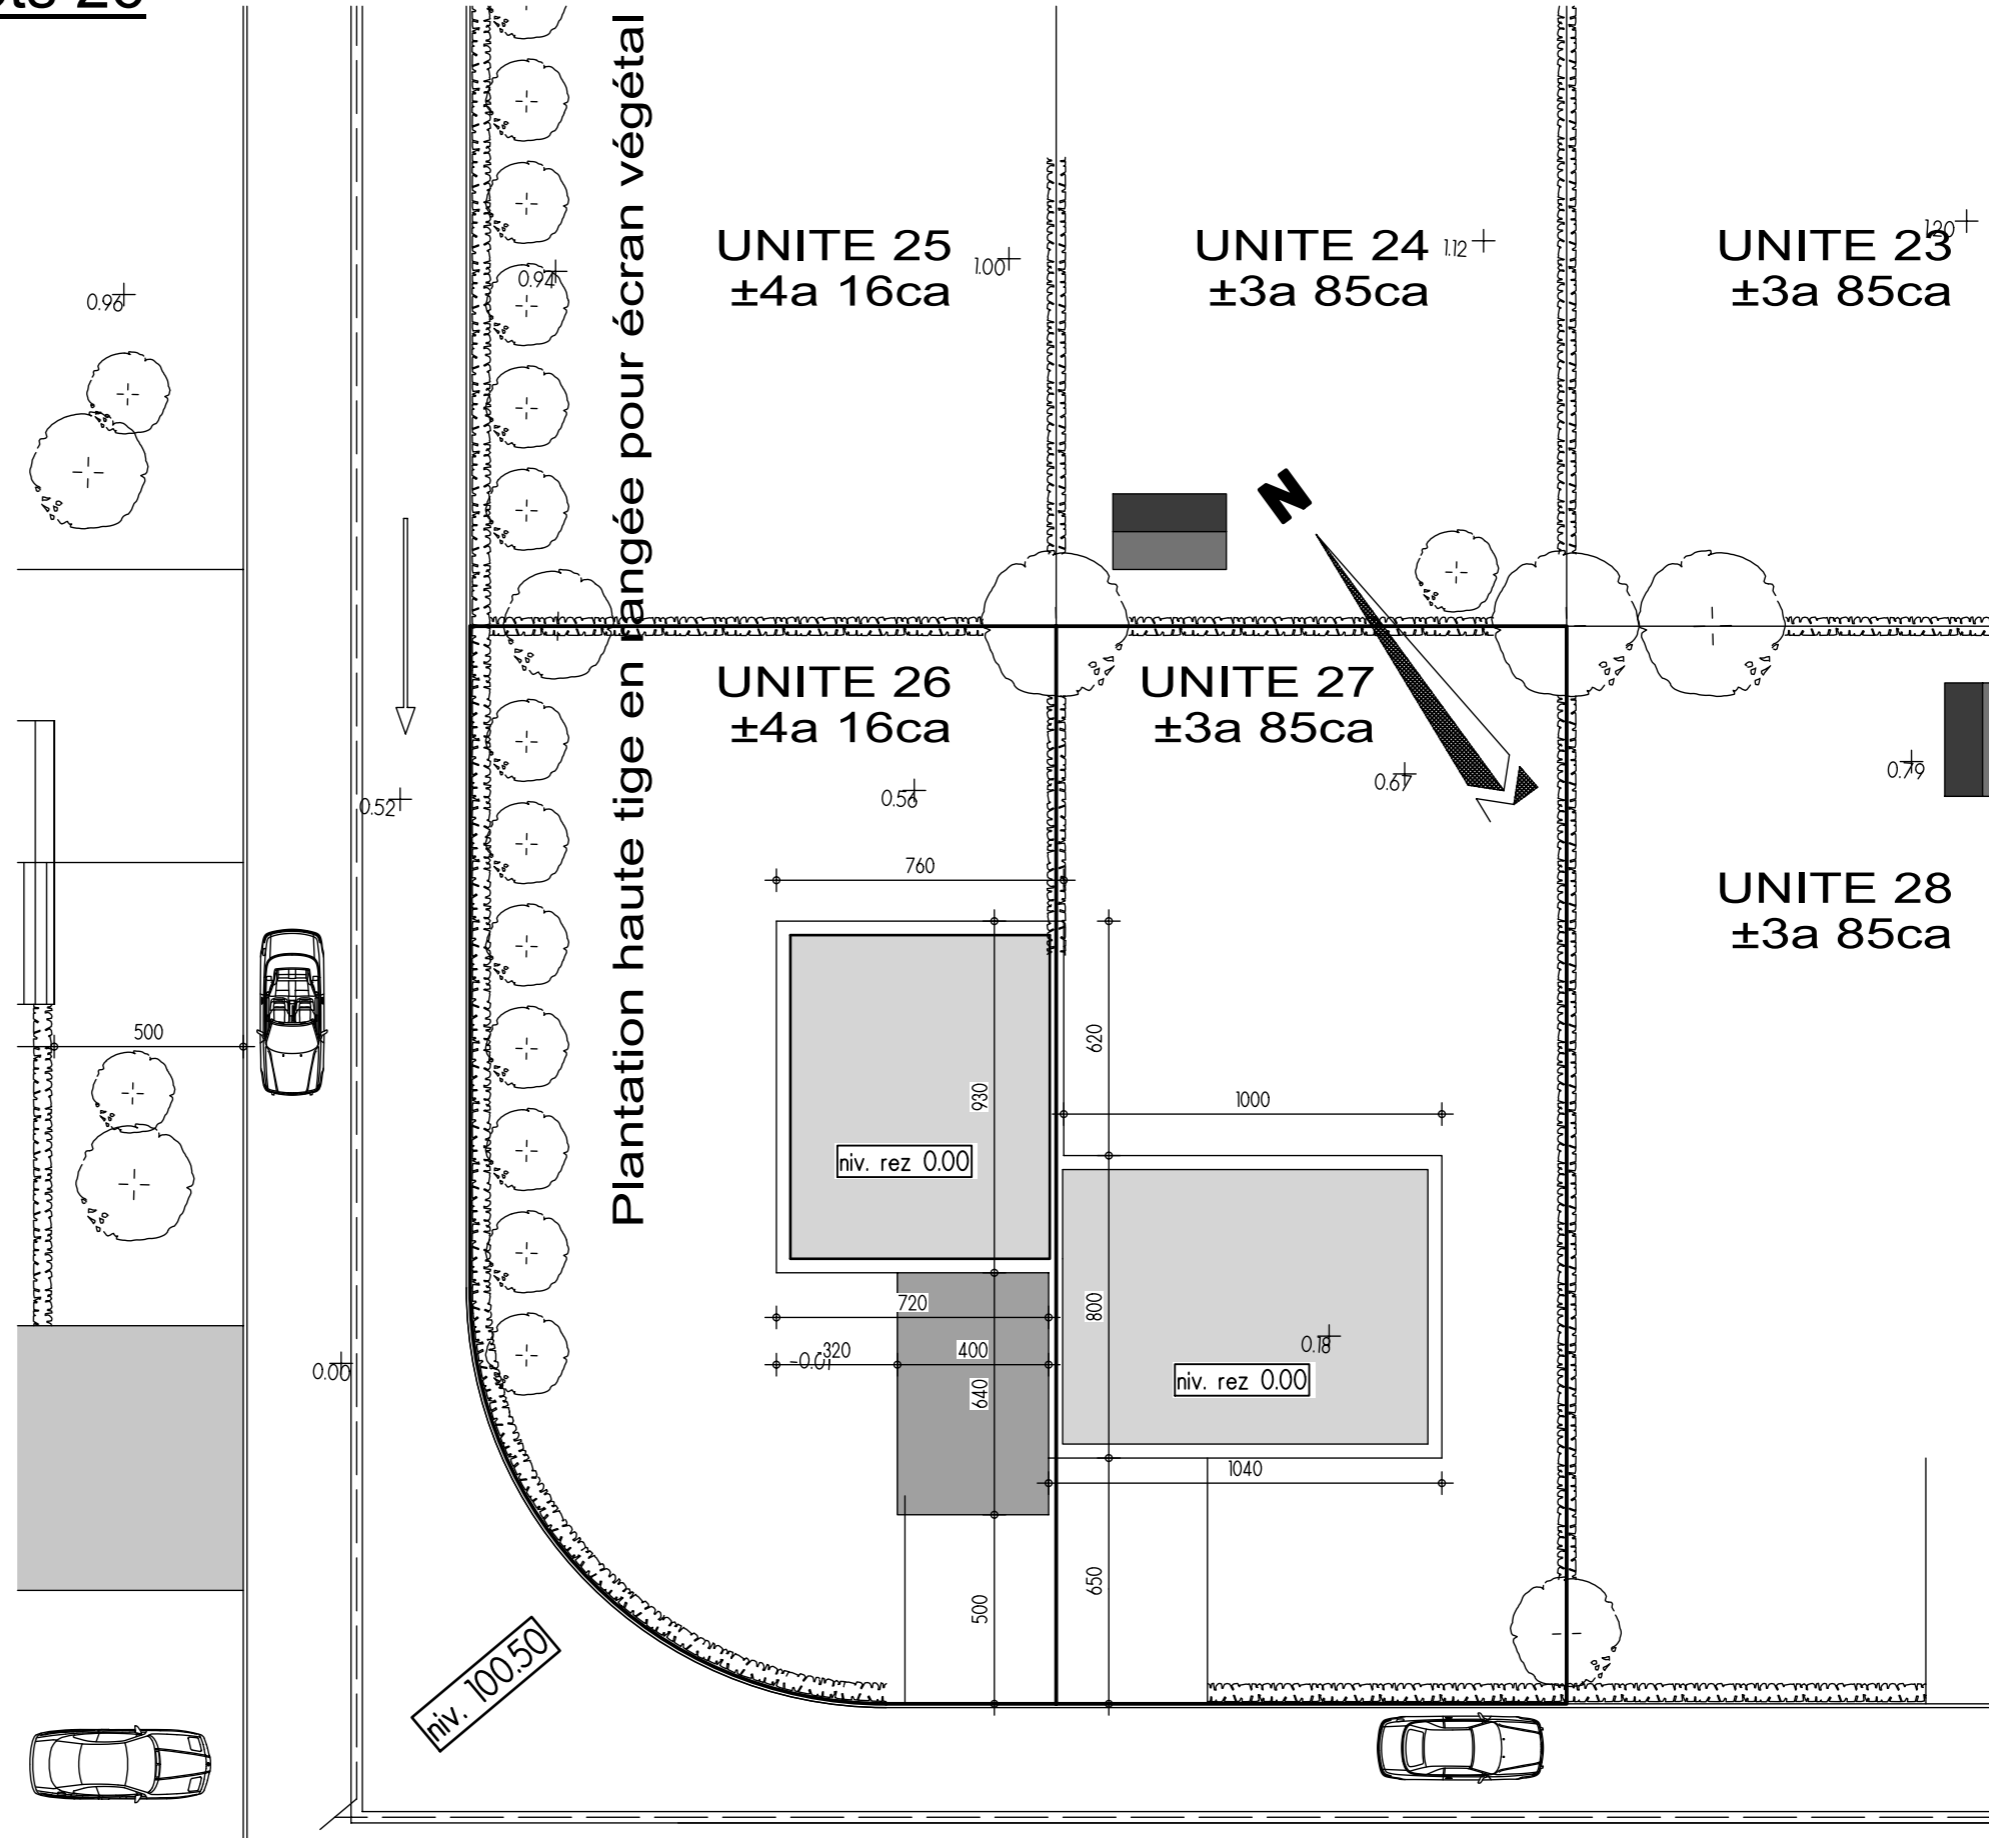 Plantation haute tige en rangée pour écran végétal
UNITE 25
±4a 16ca
1.00
UNITE 24
±3a 85ca
1.12
UNITE 23
±3a 85ca
1.20
0.96
0.94
N
UNITE 26
±4a 16ca
UNITE 27
±3a 85ca
0.52
0.56
0.67
0.79
760
UNITE 28
±3a 85ca
500
620
930
1000
niv. rez 0.00
720
800
0.00
-0.01
320
400
0.18
640
niv. rez 0.00
1040
650
500
niv. 100.50